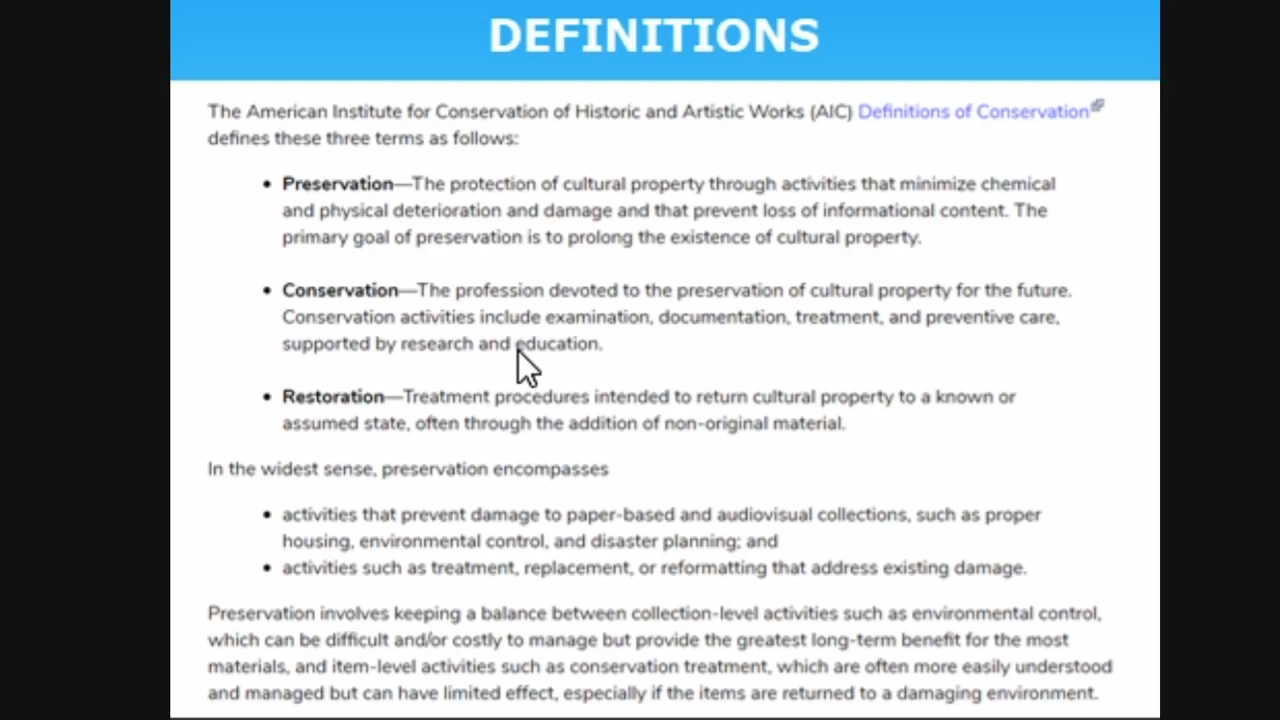 DEFINITIONS
The American Institute for Conservation of Historic and Artistic Works (AIC) Definitions of Conservation
defines these three terms as follows:
• Preservation—The protection of cultural property through activities that minimize chemical
and physical deterioration and damage and that prevent loss of informational content. The
primary goal of preservation is to prolong the existence of cultural property.
• Conservation—The profession devoted to the preservation of cultural property for the future.
Conservation activities include examination, documentation, treatment, and preventive care,
supported by research and education.
• Restoration—Treatment procedures intended to return cultural property to a known or
assumed state, often through the addition of non-original material.
In the widest sense, preservation encompasses
• activities that prevent damage to paper-based and audiovisual collections, such as proper
housing, environmental control, and disaster planning; and
• activities such as treatment, replacement, or reformatting that address existing damage.
Preservation involves keeping a balance between collection-level activities such as environmental control,
which can be difficult and/or costly to manage but provide the greatest long-term benefit for the most
materials, and item-level activities such as conservation treatment, which are often more easily understood
and managed but can have limited effect, especially if the items are returned to a damaging environment.